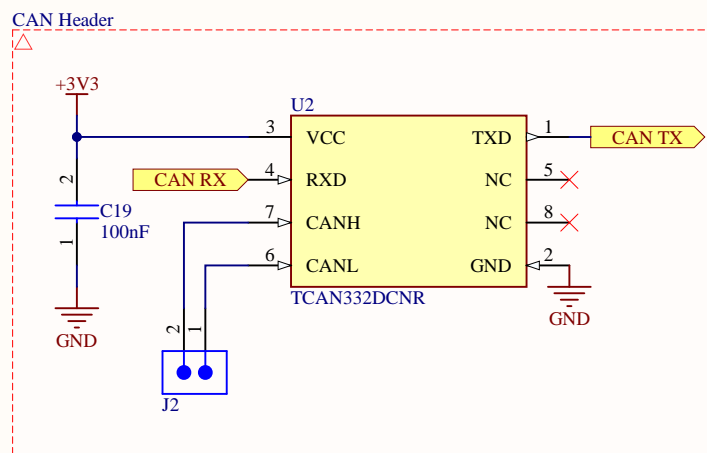 CAN Header
+3V3
U2
3 VCC TXD 1 CAN TX
CAN RX 4 RXD NC 5
2
C19
100nF
1
7 CANH NC 8
6 CANL GND 2
TCAN332DCNR
GND
GND
2 1
J2